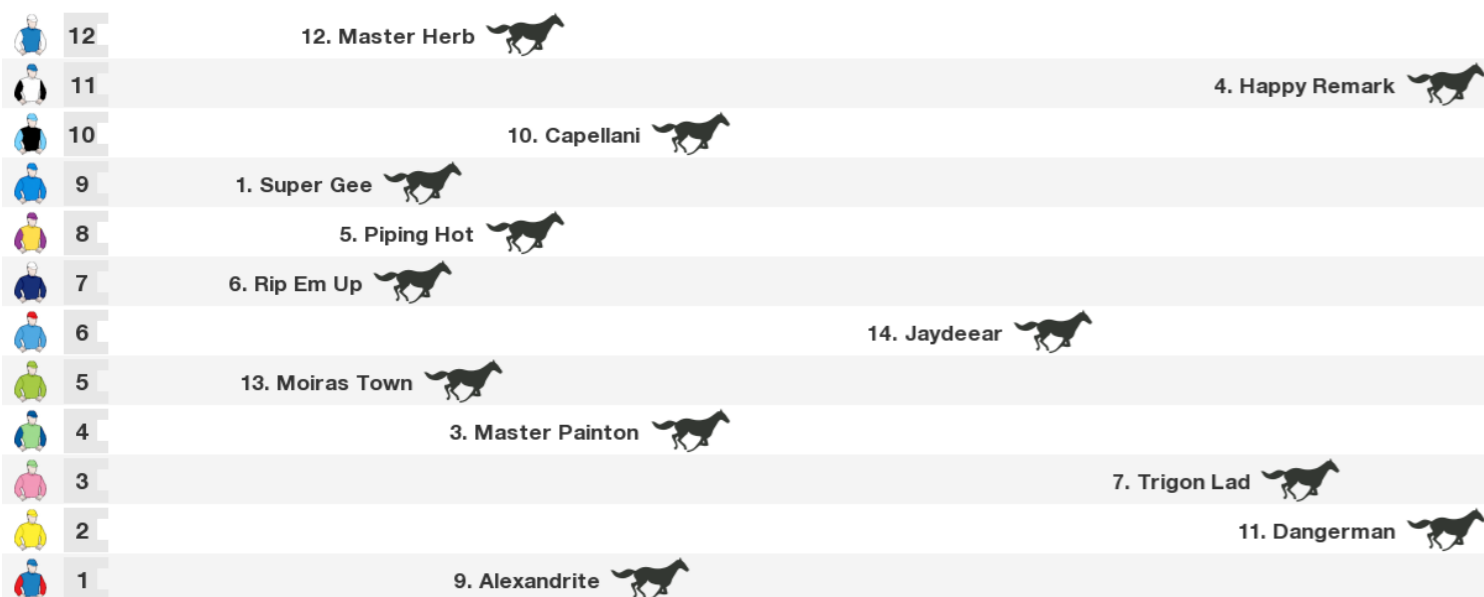 12 12. Master Herb
11 4. Happy Remark
10 10. Capellani
9 1. Super Gee
8 5. Piping Hot
7 6. Rip Em Up
6 14. Jaydeear
5 13. Moiras Town
4 3. Master Painton
3 7. Trigon Lad
2 11. Dangerman
1 9. Alexandrite